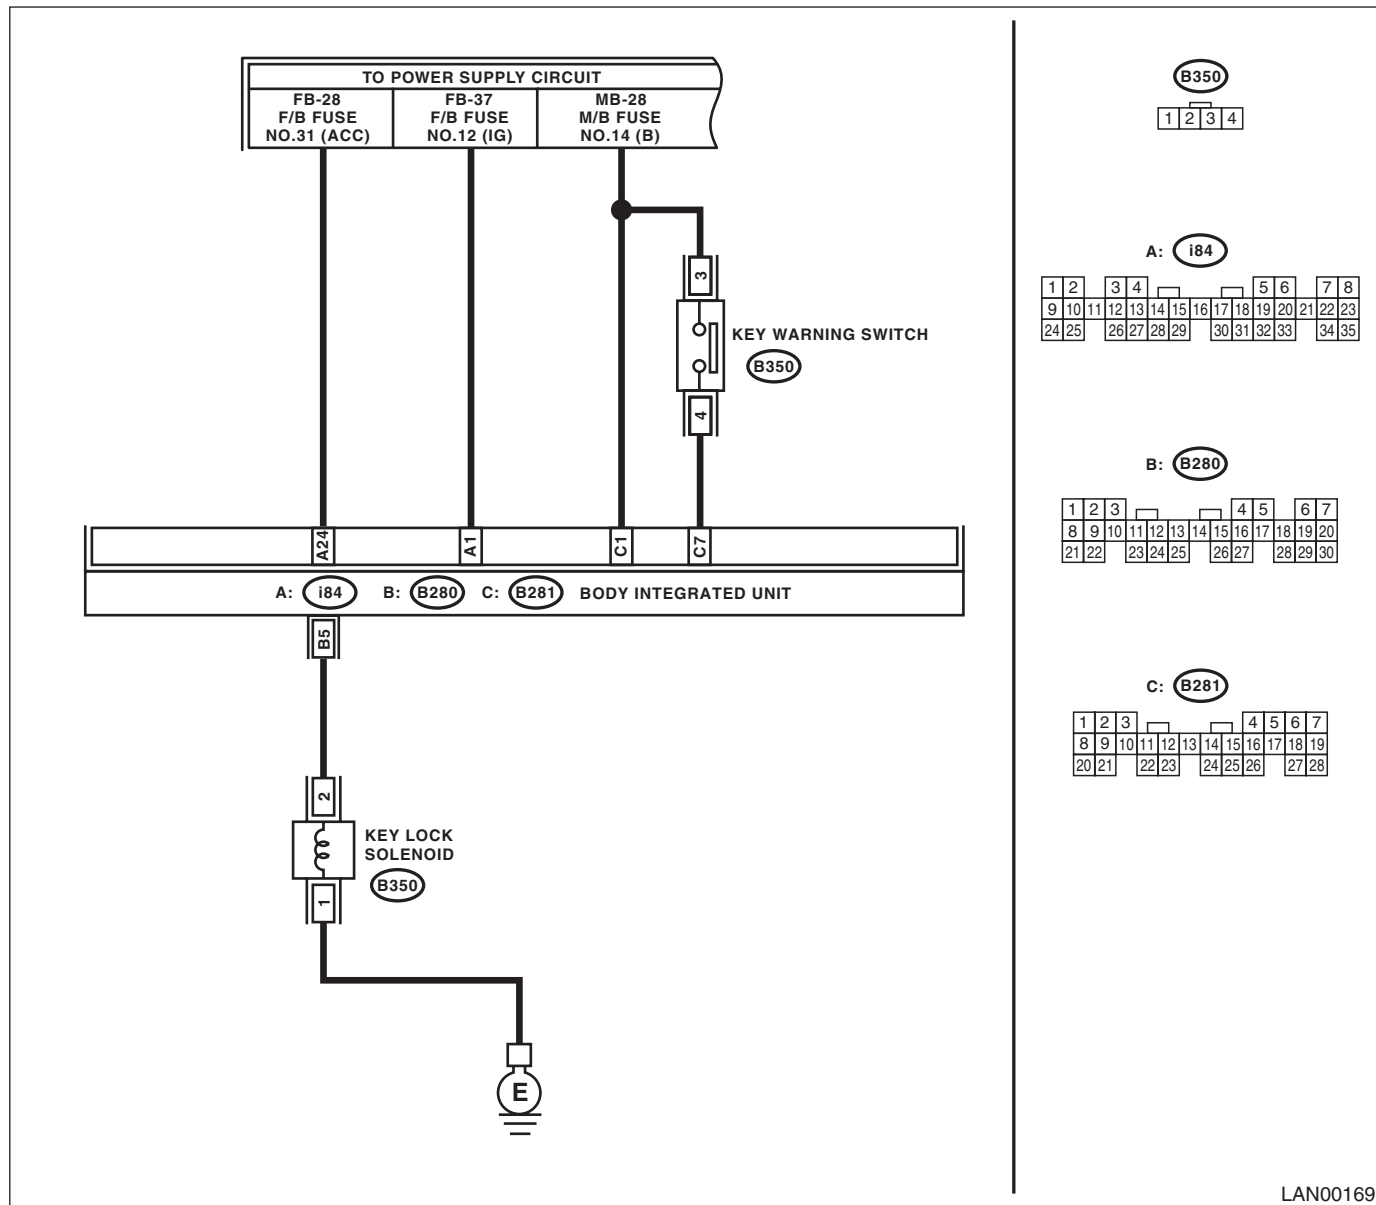 TO POWER SUPPLY CIRCUIT
FB-28
F/B FUSE
NO.31 (ACC)
FB-37
F/B FUSE
NO.12 (IG)
MB-28
M/B FUSE
NO.14 (B)
3
KEY WARNING SWITCH
B350
4
A24
A1
C1
C7
A: i84 B: B280 C: B281 BODY INTEGRATED UNIT
B5
2
KEY LOCK
SOLENOID
B350
1
E
B350
1 2 3 4
A: i84
1 2 3 4 5 6 7 8
9 10 11 12 13 14 15 16 17 18 19 20 21 22 23
24 25 26 27 28 29 30 31 32 33 34 35
B: B280
1 2 3 4 5 6 7
8 9 10 11 12 13 14 15 16 17 18 19 20
21 22 23 24 25 26 27 28 29 30
C: B281
1 2 3 4 5 6 7
8 9 10 11 12 13 14 15 16 17 18 19
20 21 22 23 24 25 26 27 28
LAN00169